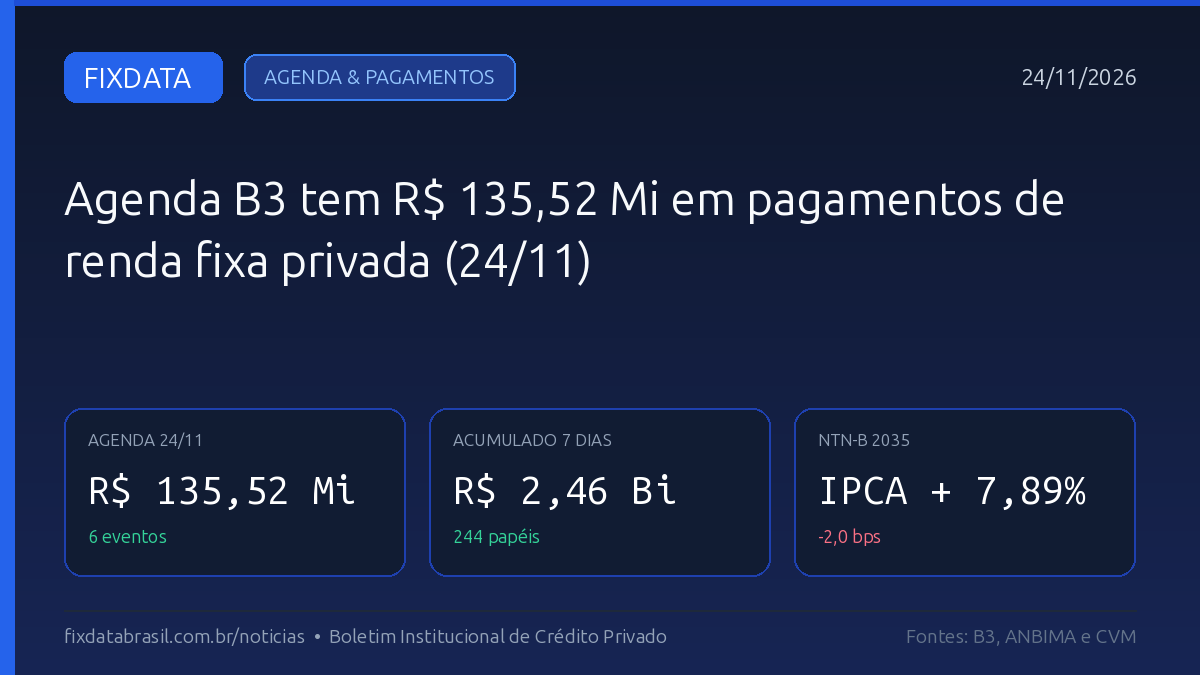 FIXDATA
AGENDA & PAGAMENTOS
24/11/2026
Agenda B3 tem R$ 135,52 Mi em pagamentos de
renda fixa privada (24/11)
AGENDA 24/11
R$ 135,52 Mi
6 eventos
ACUMULADO 7 DIAS
R$ 2,46 Bi
244 papéis
NTN-B 2035
IPCA + 7,89%
-2,0 bps
fixdatabrasil.com.br/noticias • Boletim Institucional de Crédito Privado
Fontes: B3, ANBIMA e CVM